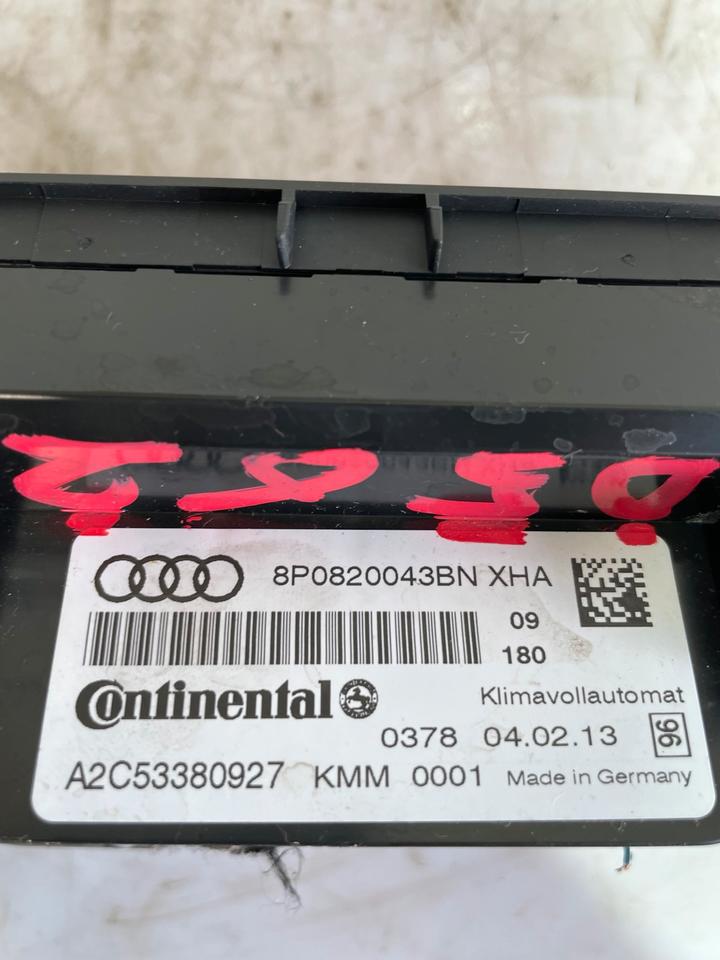 8P0820043BN XHA
09
180
Continental
Klimavollautomat
0378 04.02.13 96
A2C53380927 KMM 0001 Made in Germany